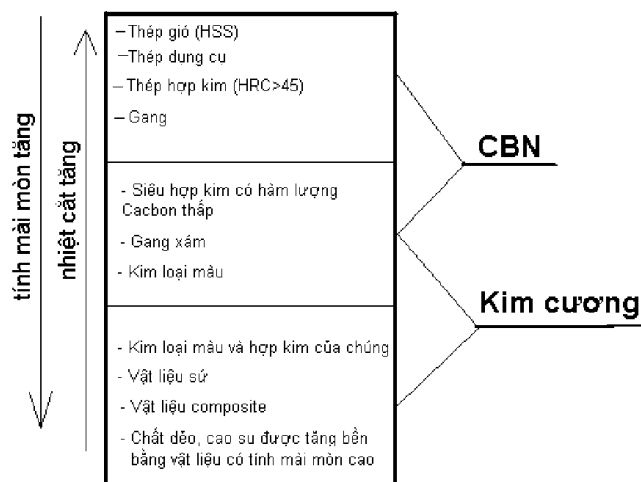 tính mài mòn tăng
nhiệt cắt tăng
– Thép gió (HSS)
– Thép dụng cụ
– Thép hợp kim (HRC>45)
– Gang
- Siêu hợp kim có hàm lượng
Cacbon thấp
- Gang xám
- Kim loại màu
- Kim loại màu và hợp kim của chúng
- Vật liệu sứ
- Vật liệu composite
- Chất dẻo, cao su được tăng bền
bằng vật liệu có tính mài mòn cao
CBN
Kim cương